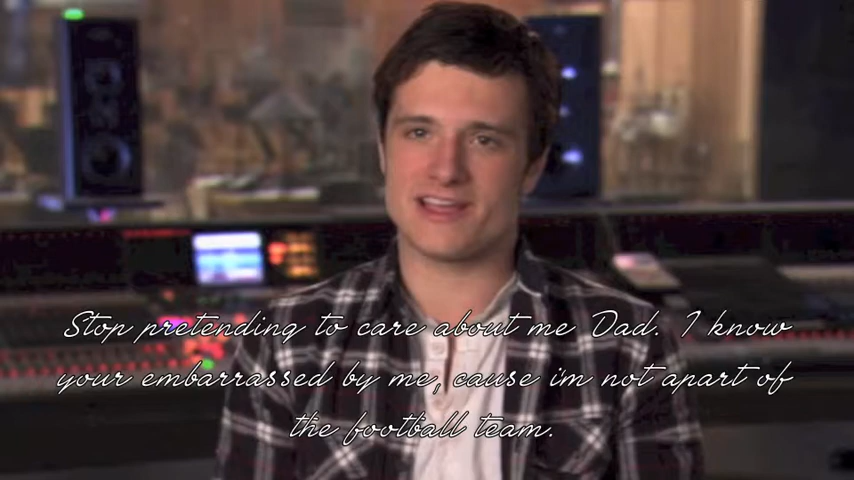 Stop pretending to care about me Dad. I know
your embarrassed by me, cause i'm not apart of
the football team.